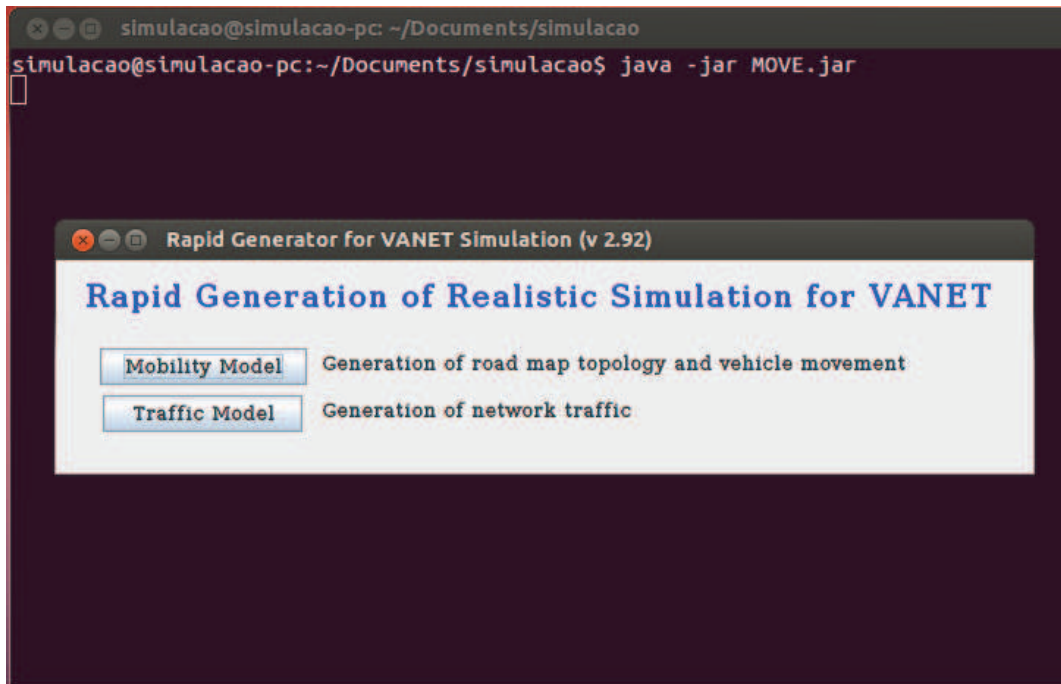 simulacao@simulacao-pc: ~/Documents/simulacao
simulacao@simulacao-pc:~/Documents/simulacao$ java -jar MOVE.jar
Rapid Generator for VANET Simulation (v 2.92)
Rapid Generation of Realistic Simulation for VANET
Mobility Model Generation of road map topology and vehicle movement
Traffic Model Generation of network traffic